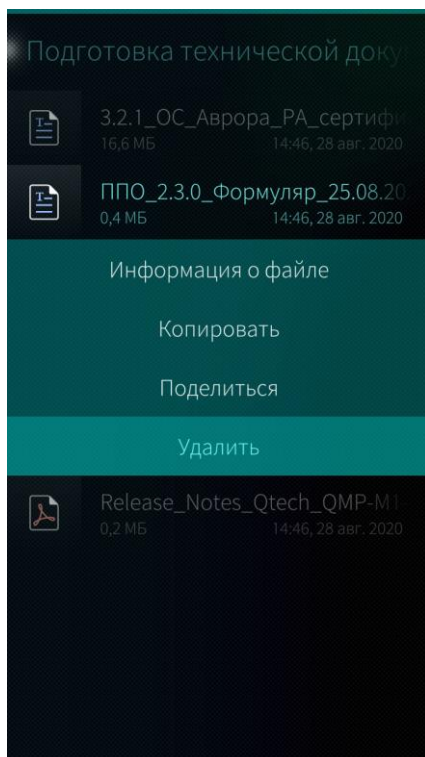 Подготовка технической доку
3.2.1_ОС_Аврора_РА_сертифи
16,6 МБ 14:46, 28 авг. 2020
ППО_2.3.0_Формуляр_25.08.20
0,4 МБ 14:46, 28 авг. 2020
Информация о файле
Копировать
Поделиться
Удалить
Release_Notes_Qtech_QMP-M1-
0,2 МБ 14:46, 28 авг. 2020